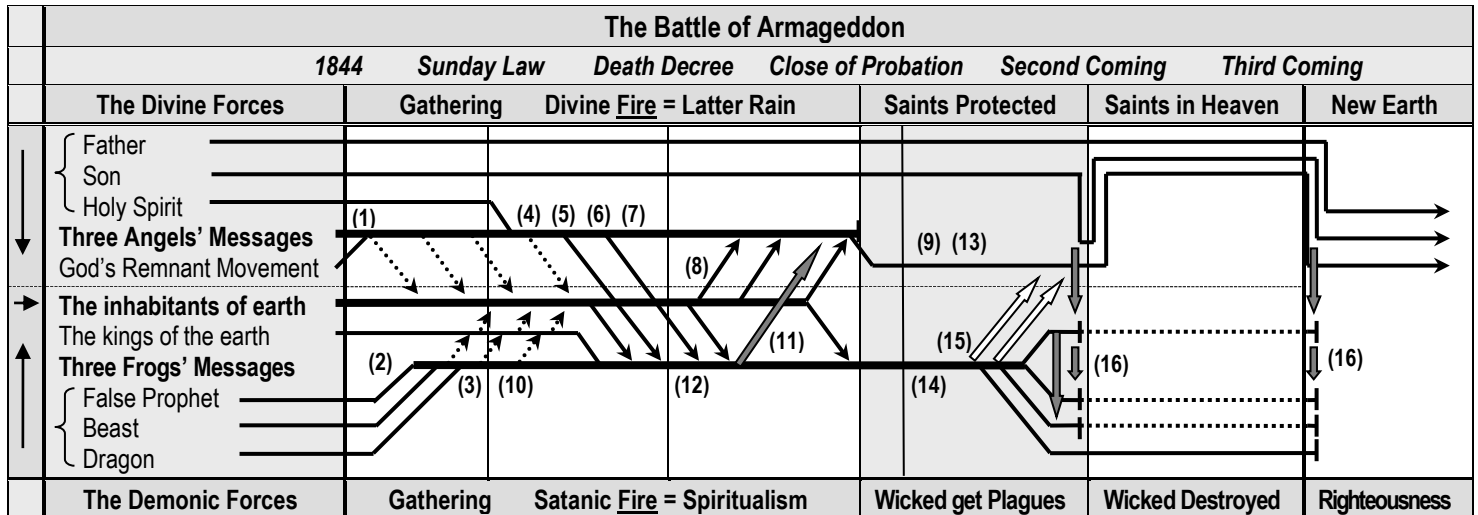 The Battle of Armageddon
1844 Sunday Law Death Decree Close of Probation Second Coming Third Coming
The Divine Forces Gathering Divine Fire = Latter Rain Saints Protected Saints in Heaven New Earth
Father
Son
Holy Spirit
(1) (4) (5) (6) (7)
Three Angels' Messages
God's Remnant Movement
(8) (9) (13)
The inhabitants of earth
The kings of the earth
(11) (15)
Three Frogs' Messages
(2) (16) (16)
(3) (10) (12) (14)
False Prophet
Beast
Dragon
The Demonic Forces Gathering Satanic Fire = Spiritualism Wicked get Plagues Wicked Destroyed Righteousness